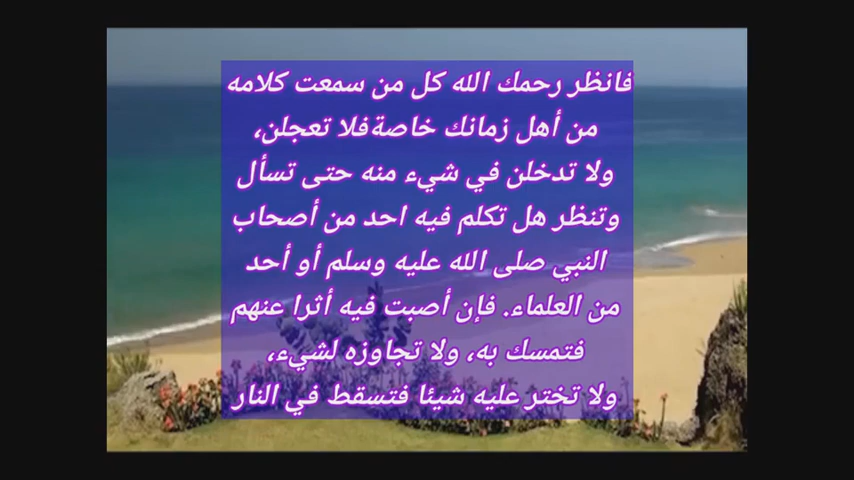 فانظر رحمك الله كل من سمعت كلامه
من أهل زمانك خاصة فلا تعجلن،
ولا تدخلن في شيء منه حتى تسأل
وتنظر هل تكلم فيه احد من أصحاب
النبي صلى الله عليه وسلم أو أحد
من العلماء. فإن أصبت فيه أثرا عنهم
فتمسك به، ولا تجاوزه لشيء،
ولا تختر عليه شيئا فتسقط في النار